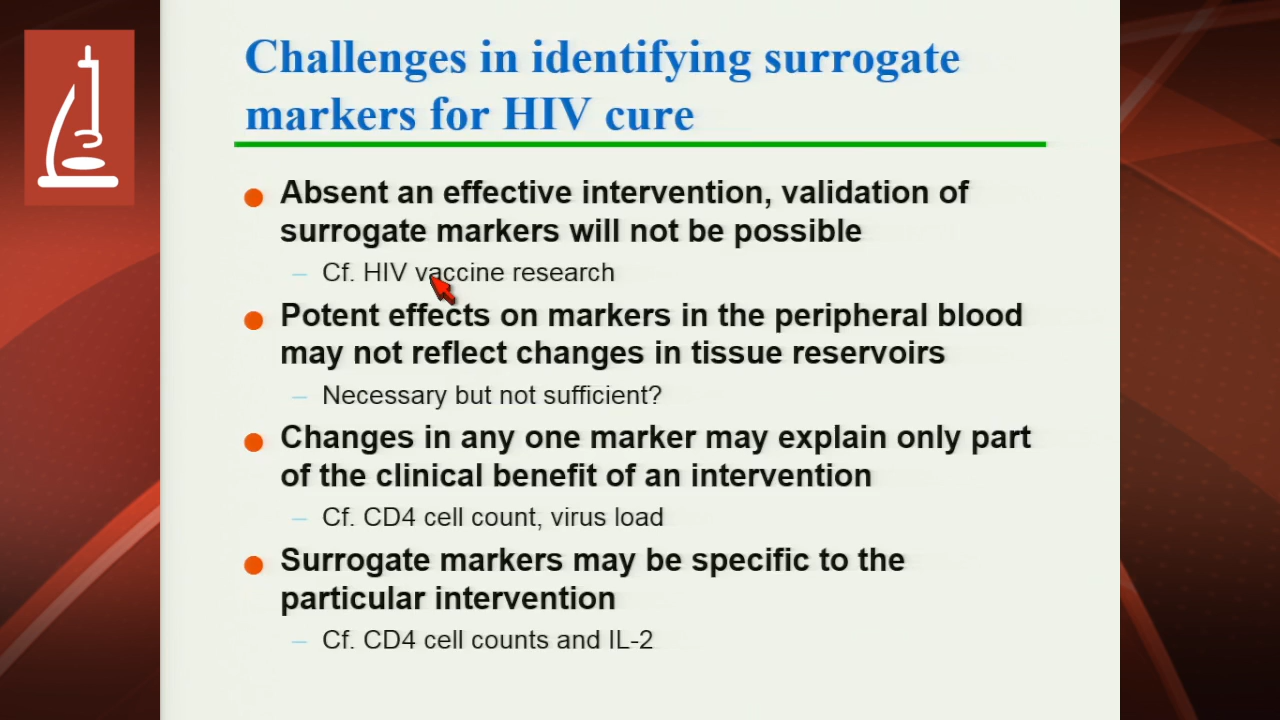 Challenges in identifying surrogate
markers for HIV cure
Absent an effective intervention, validation of
surrogate markers will not be possible
– Cf. HIV vaccine research
Potent effects on markers in the peripheral blood
may not reflect changes in tissue reservoirs
– Necessary but not sufficient?
Changes in any one marker may explain only part
of the clinical benefit of an intervention
– Cf. CD4 cell count, virus load
Surrogate markers may be specific to the
particular intervention
– Cf. CD4 cell counts and IL-2